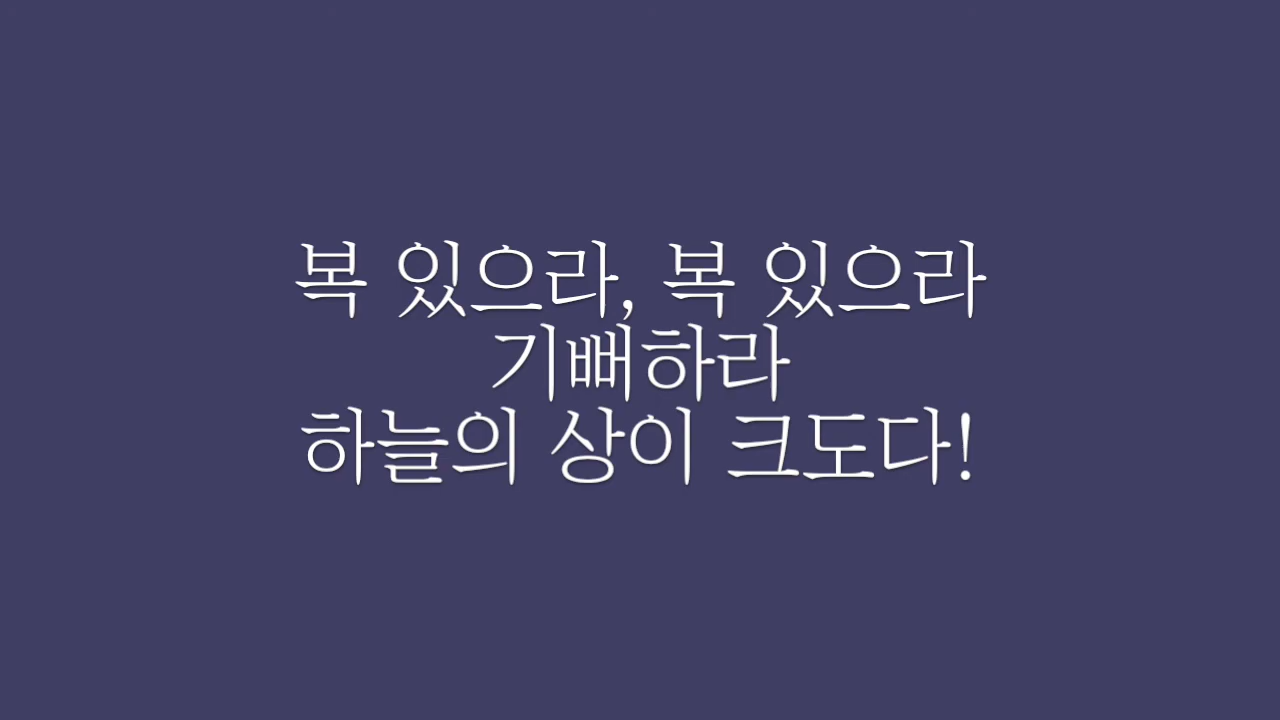 복 있으라, 복 있으라
기뻐하라
하늘의 상이 크도다!